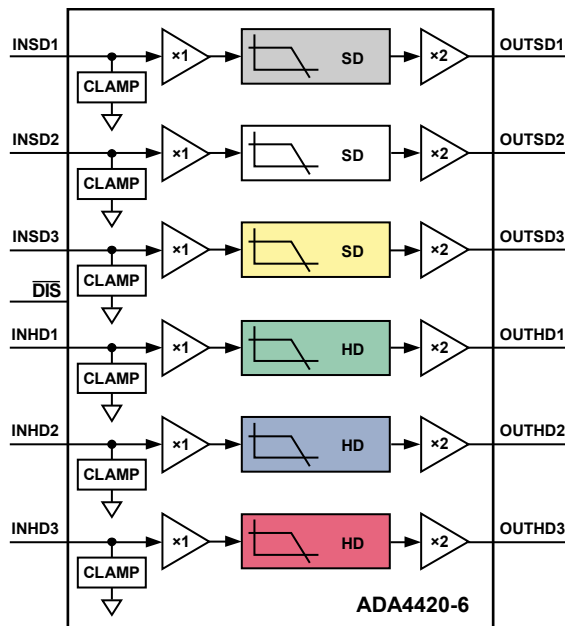 INSD1 ×1 SD ×2 OUTSD1
CLAMP
INSD2 ×1 SD ×2 OUTSD2
CLAMP
INSD3 ×1 SD ×2 OUTSD3
CLAMP
DIS
INHD1 ×1 HD ×2 OUTHD1
CLAMP
INHD2 ×1 HD ×2 OUTHD2
CLAMP
INHD3 ×1 HD ×2 OUTHD3
CLAMP
ADA4420-6